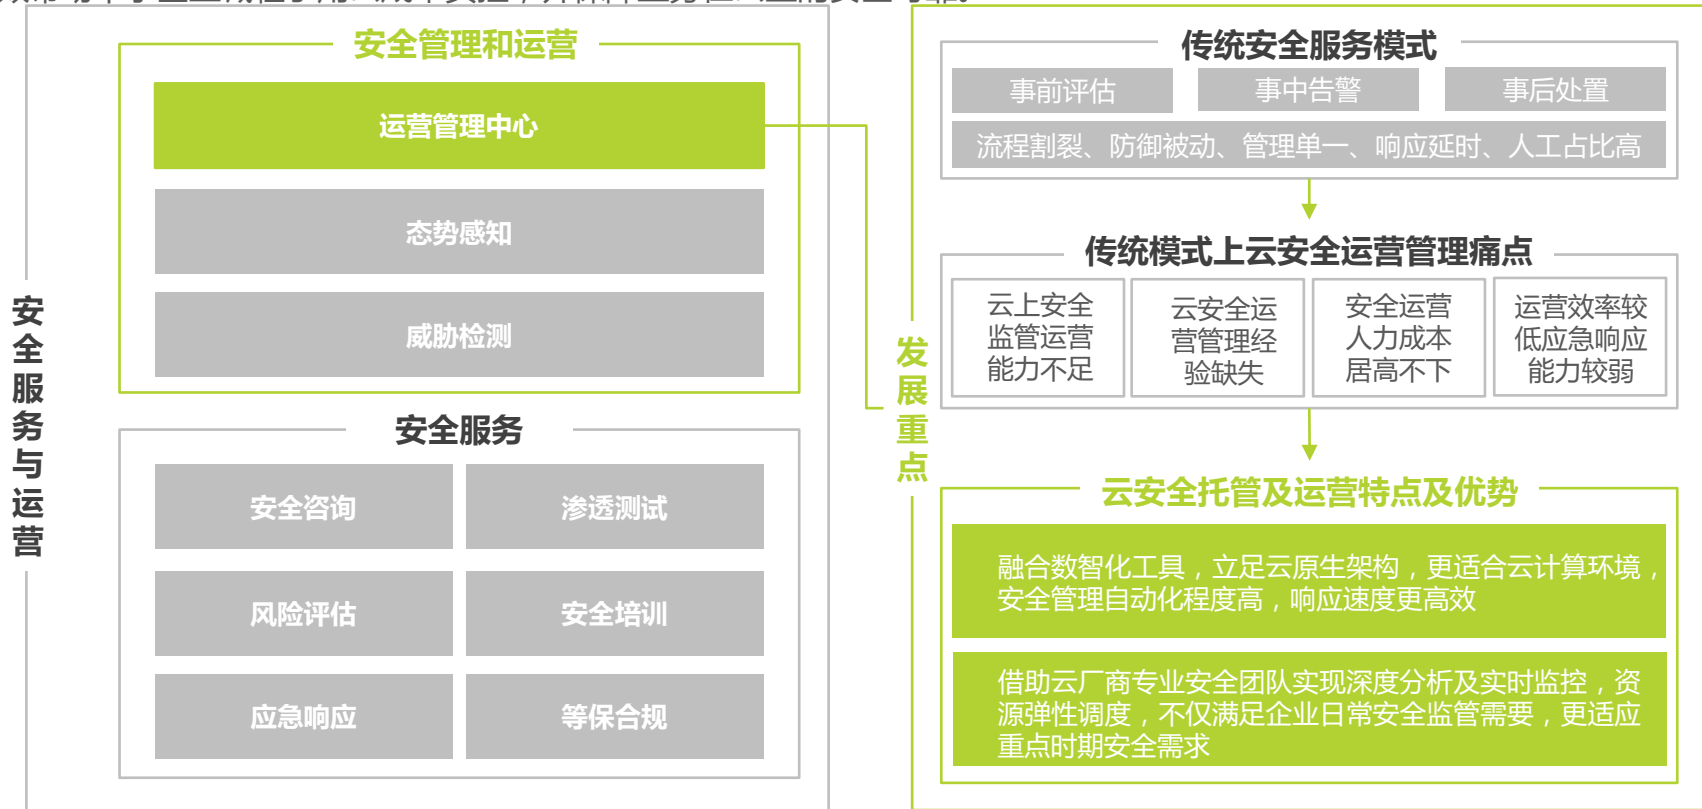 安全服务与运营
安全管理和运营
运营管理中心
态势感知
威胁检测
安全服务
安全咨询
渗透测试
风险评估
安全培训
应急响应
等保合规
发展重点
传统安全服务模式
事前评估
事中告警
事后处置
流程割裂、防御被动、管理单一、响应延时、人工占比高
传统模式上云安全运营管理痛点
云上安全
监管运营
能力不足
云安全运
营管理经
验缺失
安全运营
人力成本
居高不下
运营效率较
低应急响应
能力较弱
云安全托管及运营特点及优势
融合数智化工具，立足云原生架构，更适合云计算环境，
安全管理自动化程度高，响应速度更高效
借助云厂商专业安全团队实现深度分析及实时监控，资
源弹性调度，不仅满足企业日常安全监管需要，更适应
重点时期安全需求